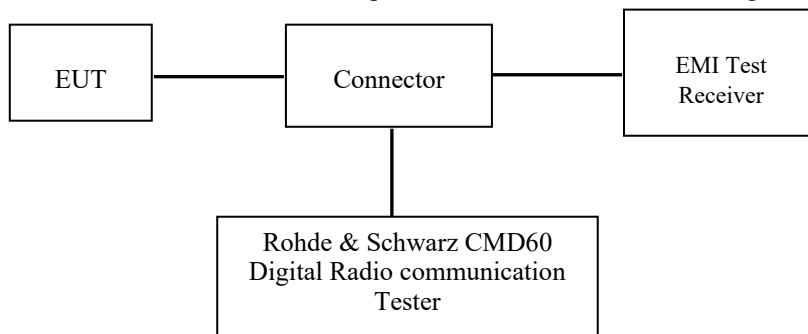 EUT
Connector
EMI Test
Receiver
Rohde & Schwarz CMD60
Digital Radio communication
Tester